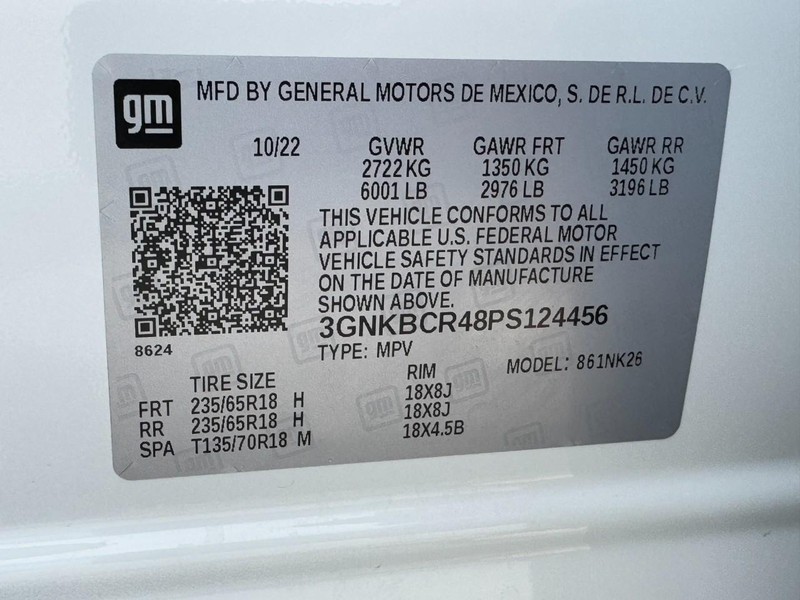 gm
MFD BY GENERAL MOTORS DE MEXICO, S. DE R.L. DE C.V.
10/22 GVWR GAWR FRT GAWR RR
2722 KG 1350 KG 1450 KG
6001 LB 2976 LB 3196 LB
THIS VEHICLE CONFORMS TO ALL
APPLICABLE U.S. FEDERAL MOTOR
VEHICLE SAFETY STANDARDS IN EFFECT
ON THE DATE OF MANUFACTURE
SHOWN ABOVE.
3GNKBCR48PS124456
8624
TYPE: MPV MODEL: 861NK26
TIRE SIZE RIM
FRT 235/65R18 H 18X8J
RR 235/65R18 H 18X8J
SPA T135/70R18 M 18X4.5B